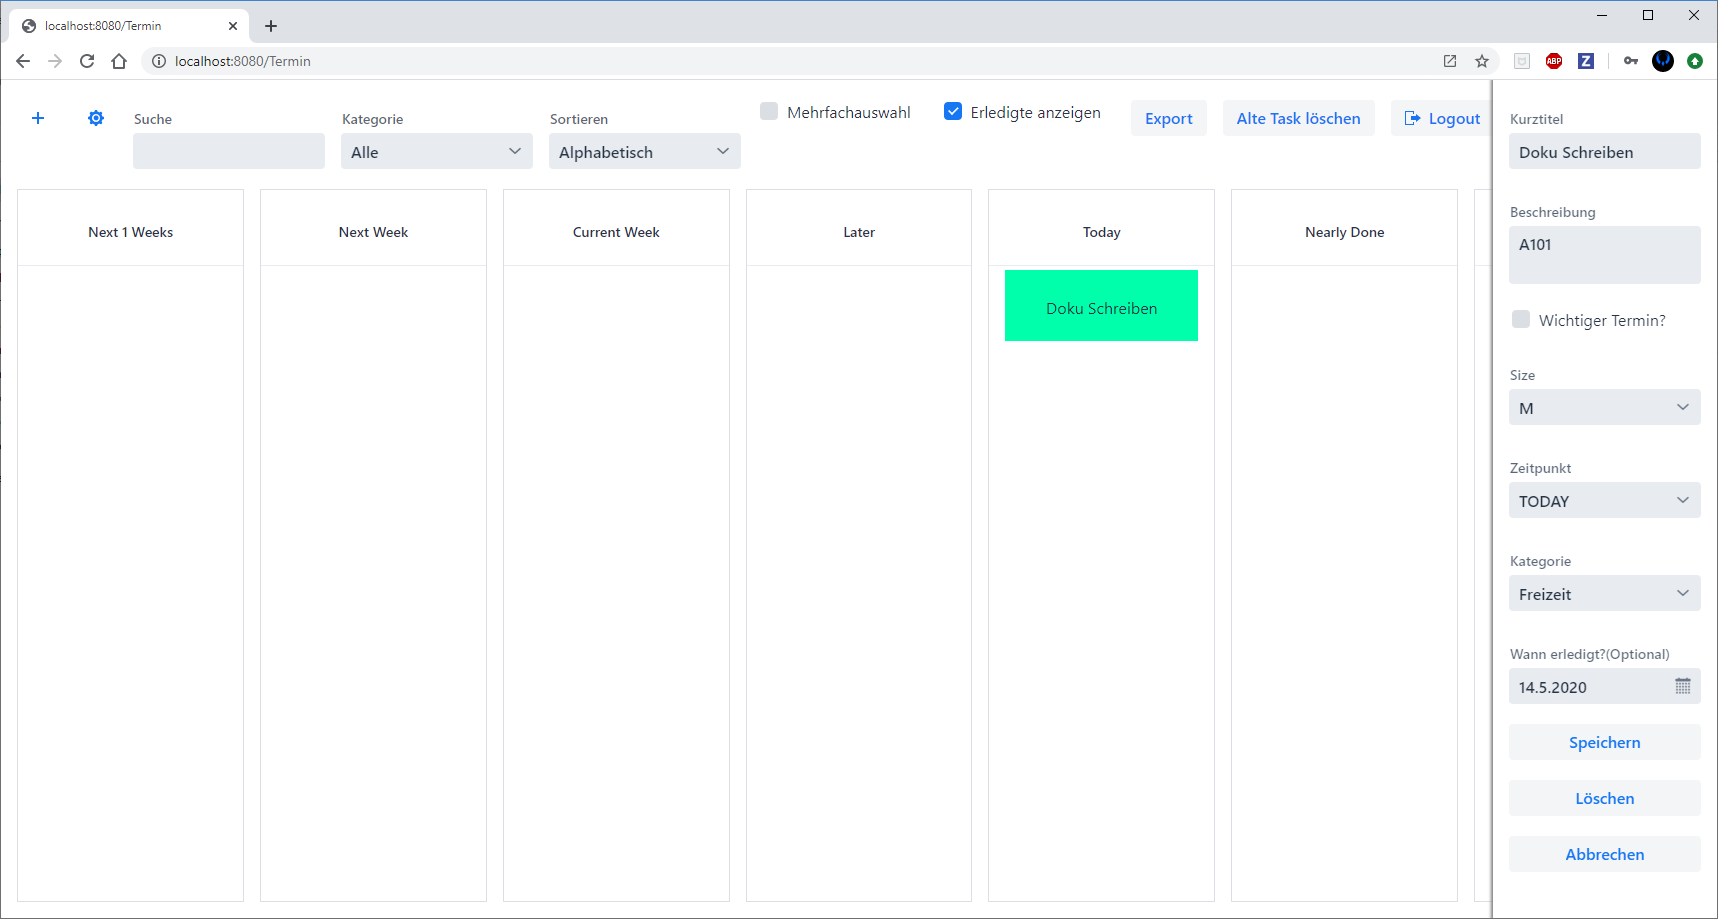 localhost:8080/Termin
localhost:8080/Termin
ABP
Z
Suche
Kategorie
Alle
Sortieren
Alphabetisch
Mehrfachauswahl
Erledigte anzeigen
Export
Alte Task löschen
Logout
Next 1 Weeks
Next Week
Current Week
Later
Today
Nearly Done
Doku Schreiben
Kurztitel
Doku Schreiben
Beschreibung
A101
Wichtiger Termin?
Size
M
Zeitpunkt
TODAY
Kategorie
Freizeit
Wann erledigt?(Optional)
14.5.2020
Speichern
Löschen
Abbrechen